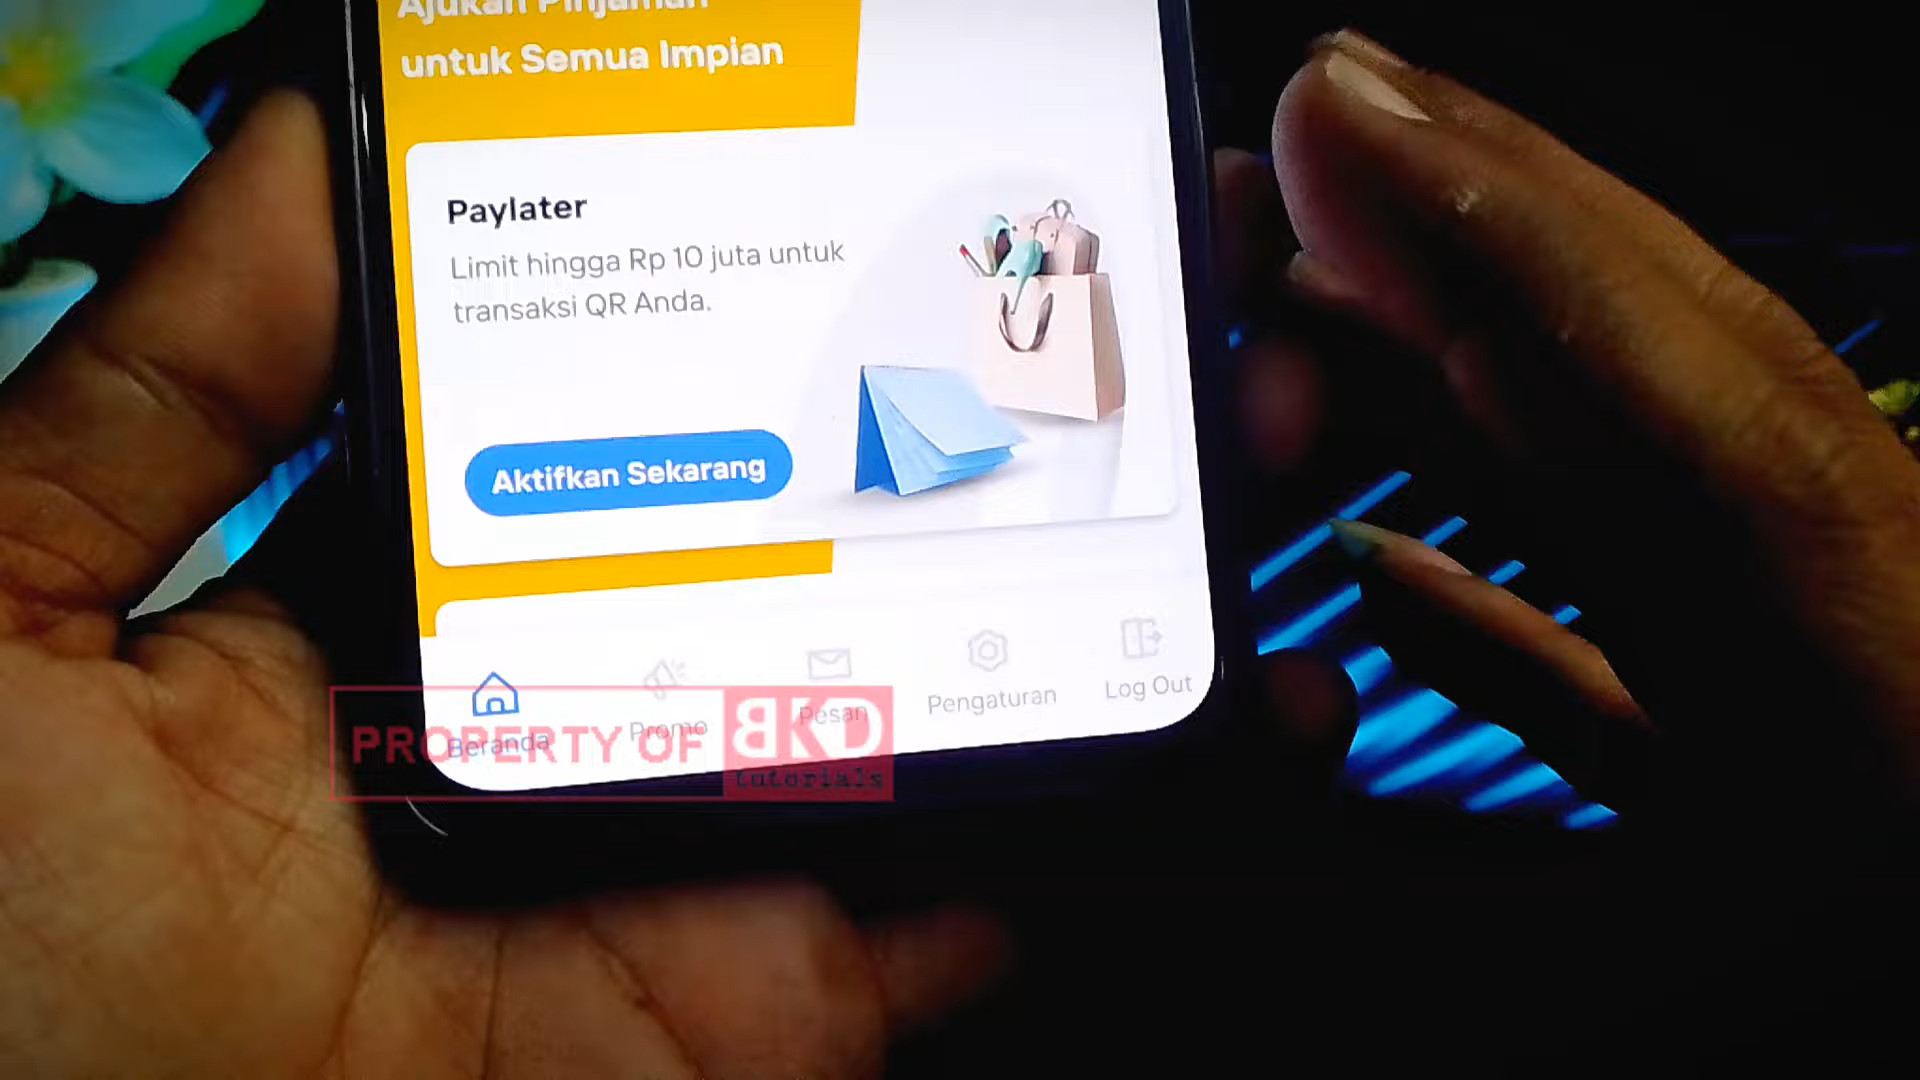 Ajukan Pinjaman
untuk Semua Impian
Paylater
Limit hingga Rp 10 juta untuk
transaksi QR Anda.
Aktifkan Sekarang
Beranda
Promo
Pesan
Pengaturan
Log Out
PROPERTY OF BKD
tutorials